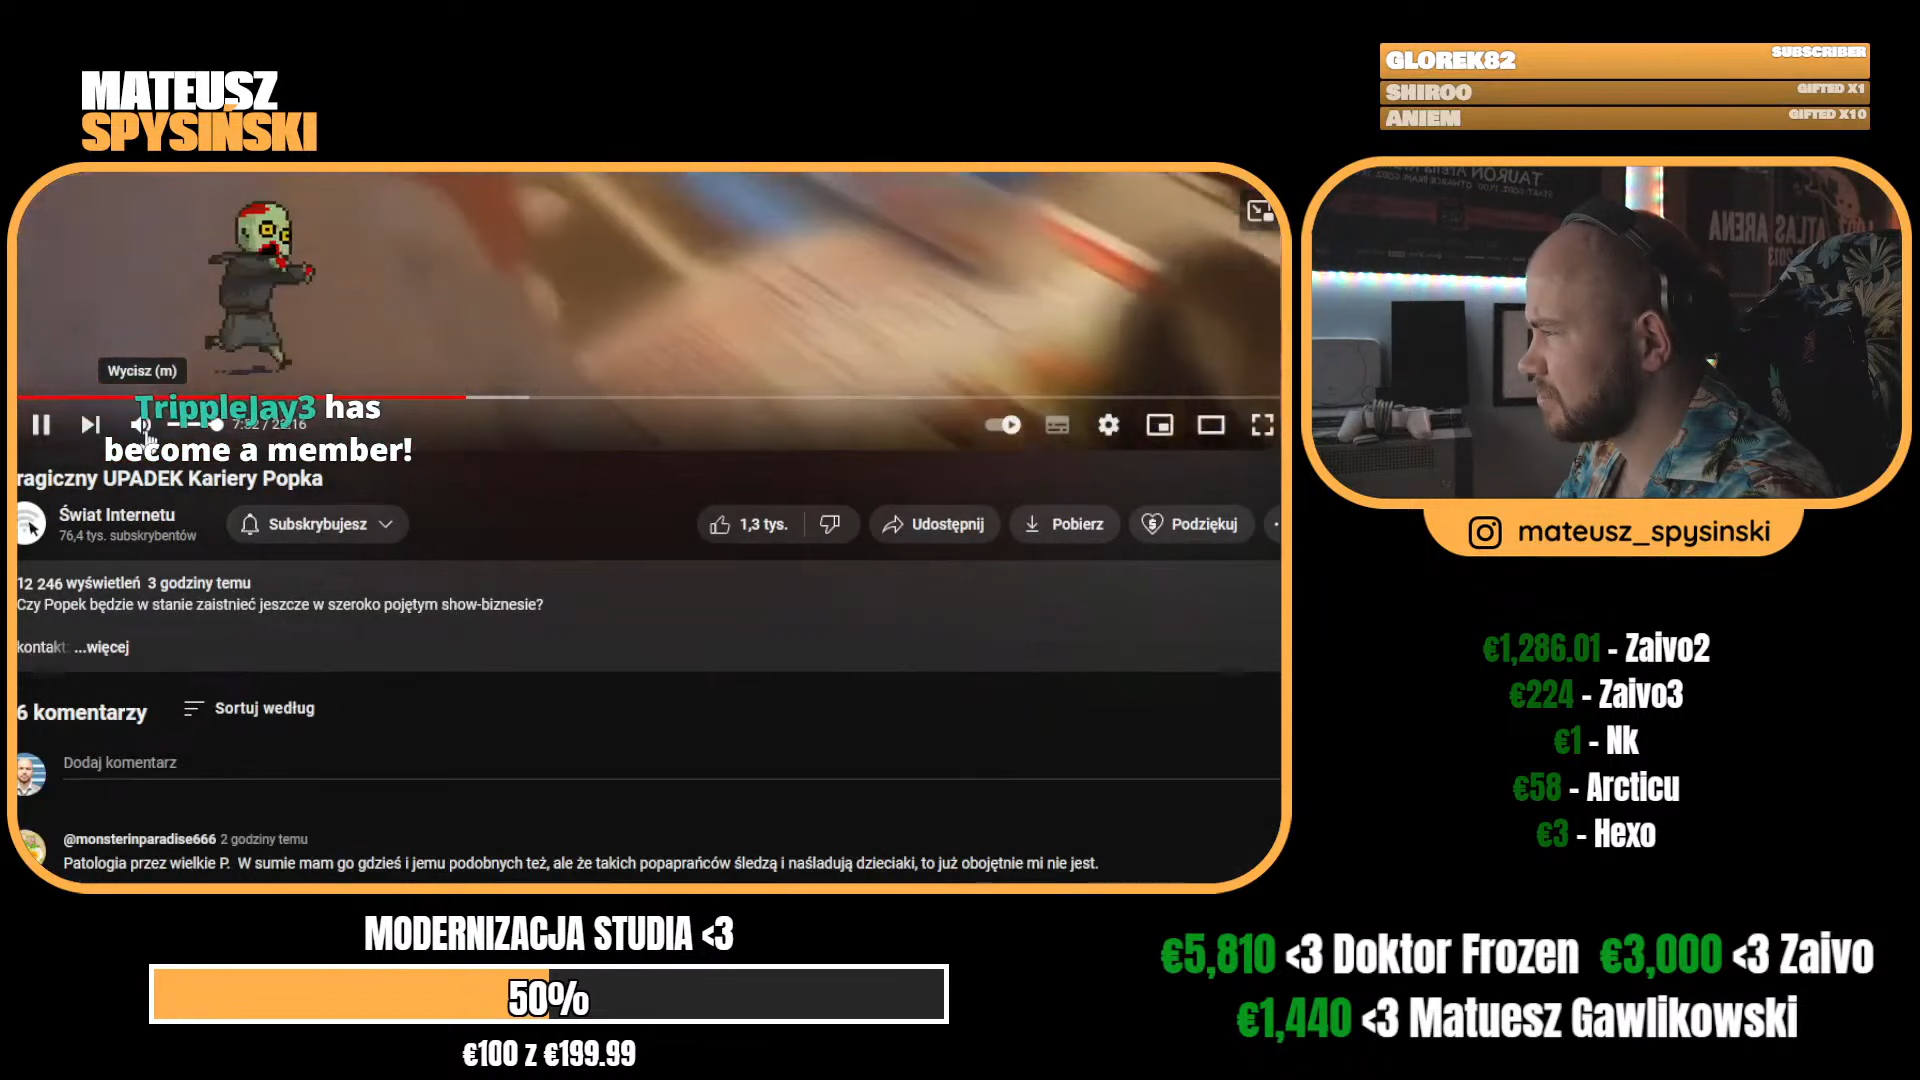 MATEUSZ
SPYSIŃSKI
GLOREK82 SUBSCRIBER
SHIROO GIFTED X1
ANIEM GIFTED X10
TAURON Arena
ATLAS ARENA
2013
Wycisz (m)
TrippleJay3 has
become a member!
ragiczny UPADEK Kariery Popka
Świat Internetu
76,4 tys. subskrybentów
Subskrybujesz
1,3 tys.
Udostępnij
Pobierz
Podziękuj
12 246 wyświetleń 3 godziny temu
Czy Popek będzie w stanie zaistnieć jeszcze w szeroko pojętym show-biznesie?
kontakt: ...więcej
6 komentarzy
Sortuj według
Dodaj komentarz
@monsterinparadise666 2 godziny temu
Patologia przez wielkie P. W sumie mam go gdzieś i jemu podobnych też, ale że takich popaprańców śledzą i naśladują dzieciaki, to już obojętnie mi nie jest.
mateusz_spysinski
€1,286.01 - Zaivo2
€224 - Zaivo3
€1 - Nk
€58 - Arcticu
€3 - Hexo
MODERNIZACJA STUDIA <3
50%
€100 z €199.99
€5,810 <3 Doktor Frozen €3,000 <3 Zaivo
€1,440 <3 Matuesz Gawlikowski